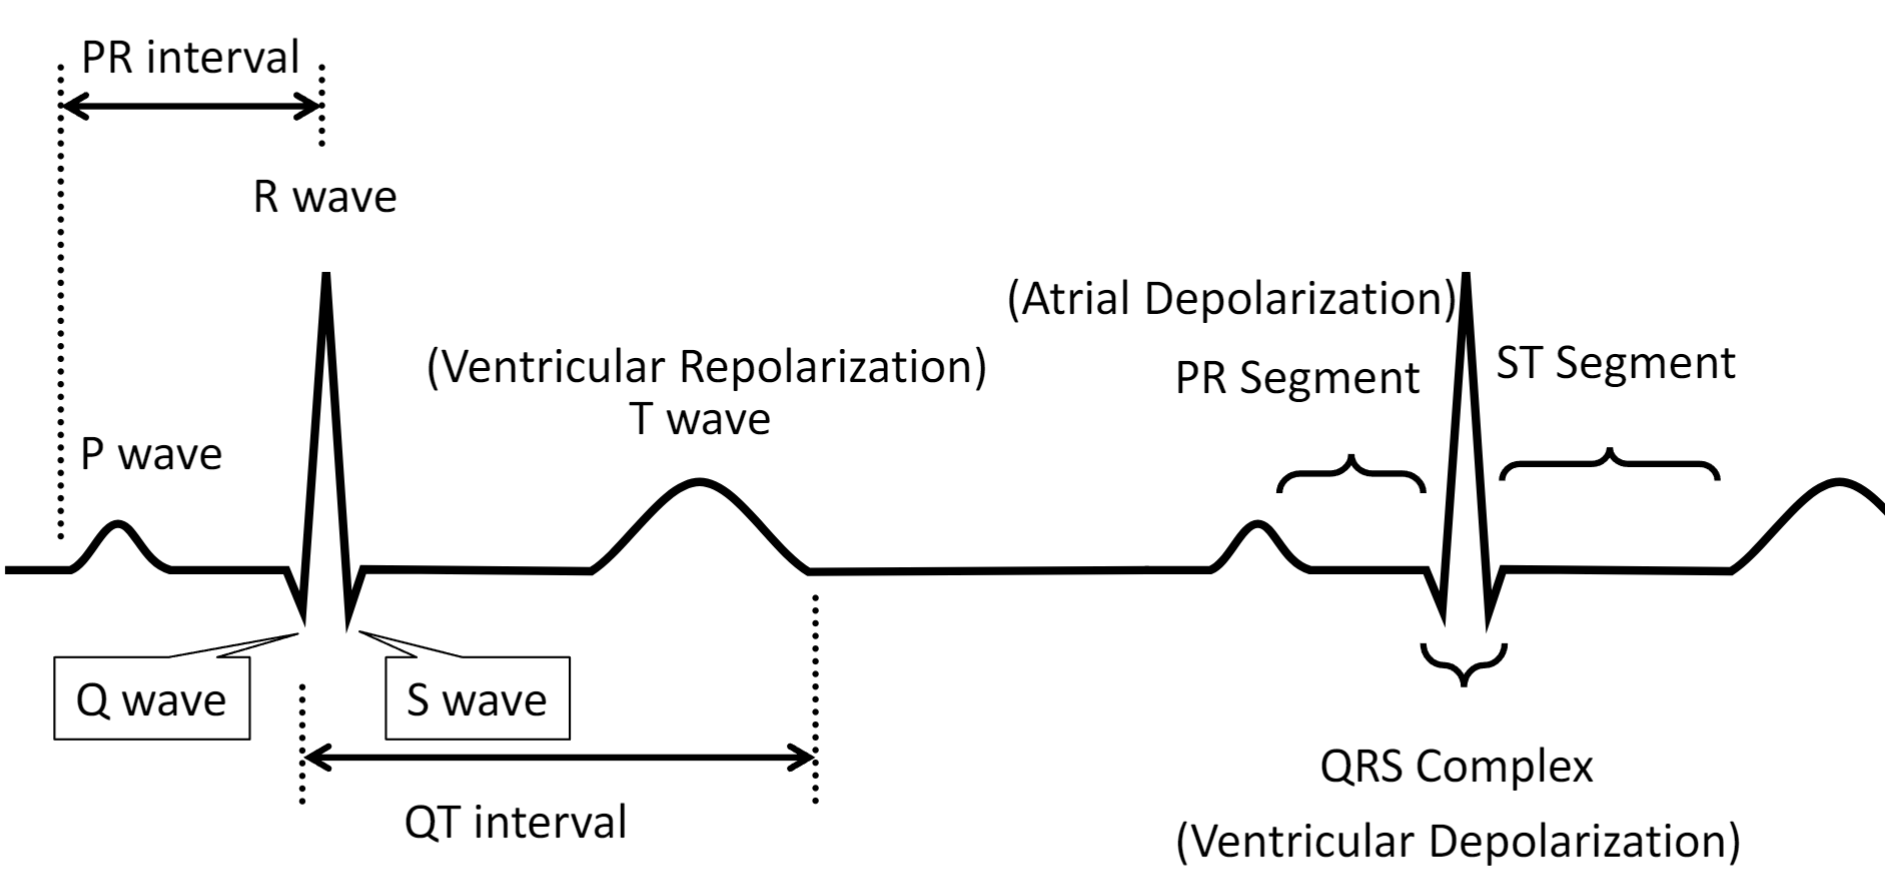 PR interval
R wave
(Atrial Depolarization)
(Ventricular Repolarization)
PR Segment
ST Segment
T wave
P wave
Q wave
S wave
QT interval
QRS Complex
(Ventricular Depolarization)